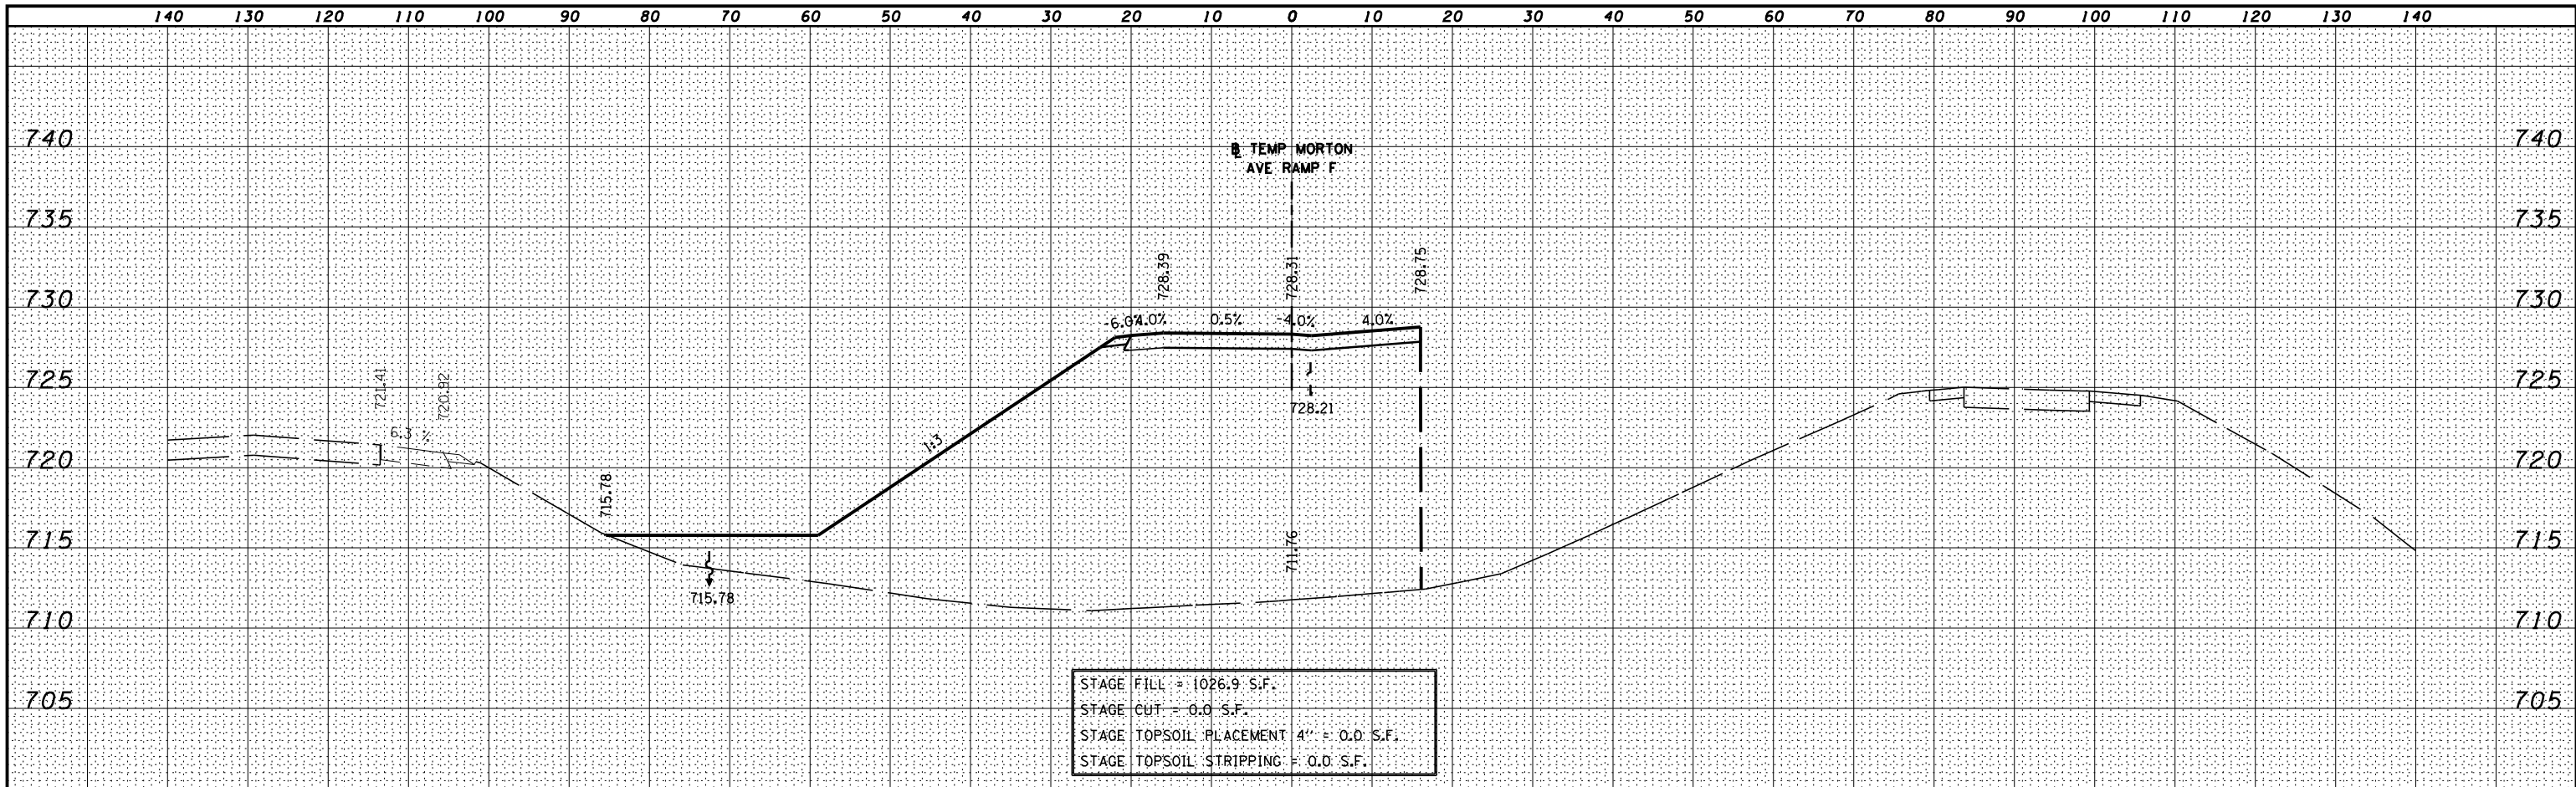 140 130 120 110 100 90 80 70 60 50 40 30 20 10 0 10 20 30 40 50 60 70 80 90 100 110 120 130 140
740 740
℄ TEMP MORTON
AVE RAMP F
735 735
728.39 728.31 728.75
730 730
-6.0% 4.0% 0.5% -4.0% 4.0%
725 725
721.41 720.92
728.21
6.3 %
1:3
720 720
715.78
715 715
711.76
715.78
710 710
STAGE FILL = 1026.9 S.F.
705 705
STAGE CUT = 0.0 S.F.
STAGE TOPSOIL PLACEMENT 4'' = 0.0 S.F.
STAGE TOPSOIL STRIPPING = 0.0 S.F.